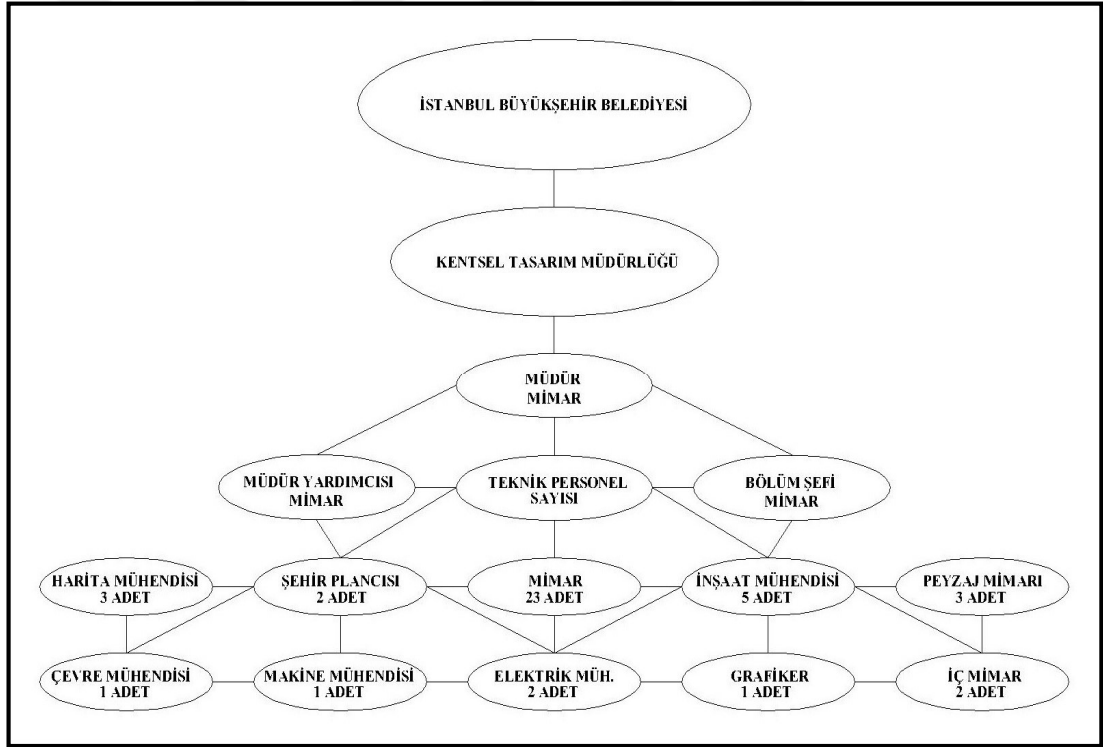 İSTANBUL BÜYÜKŞEHİR BELEDİYESİ
KENTSEL TASARIM MÜDÜRLÜĞÜ
MÜDÜR
MİMAR
MÜDÜR YARDIMCISI
MİMAR
TEKNİK PERSONEL
SAYISI
BÖLÜM ŞEFİ
MİMAR
HARİTA MÜHENDİSİ
3 ADET
ŞEHİR PLANCISI
2 ADET
MİMAR
23 ADET
İNŞAAT MÜHENDİSİ
5 ADET
PEYZAJ MİMARI
3 ADET
ÇEVRE MÜHENDİSİ
1 ADET
MAKİNE MÜHENDİSİ
1 ADET
ELEKTRİK MÜH.
2 ADET
GRAFİKER
1 ADET
İÇ MİMAR
2 ADET